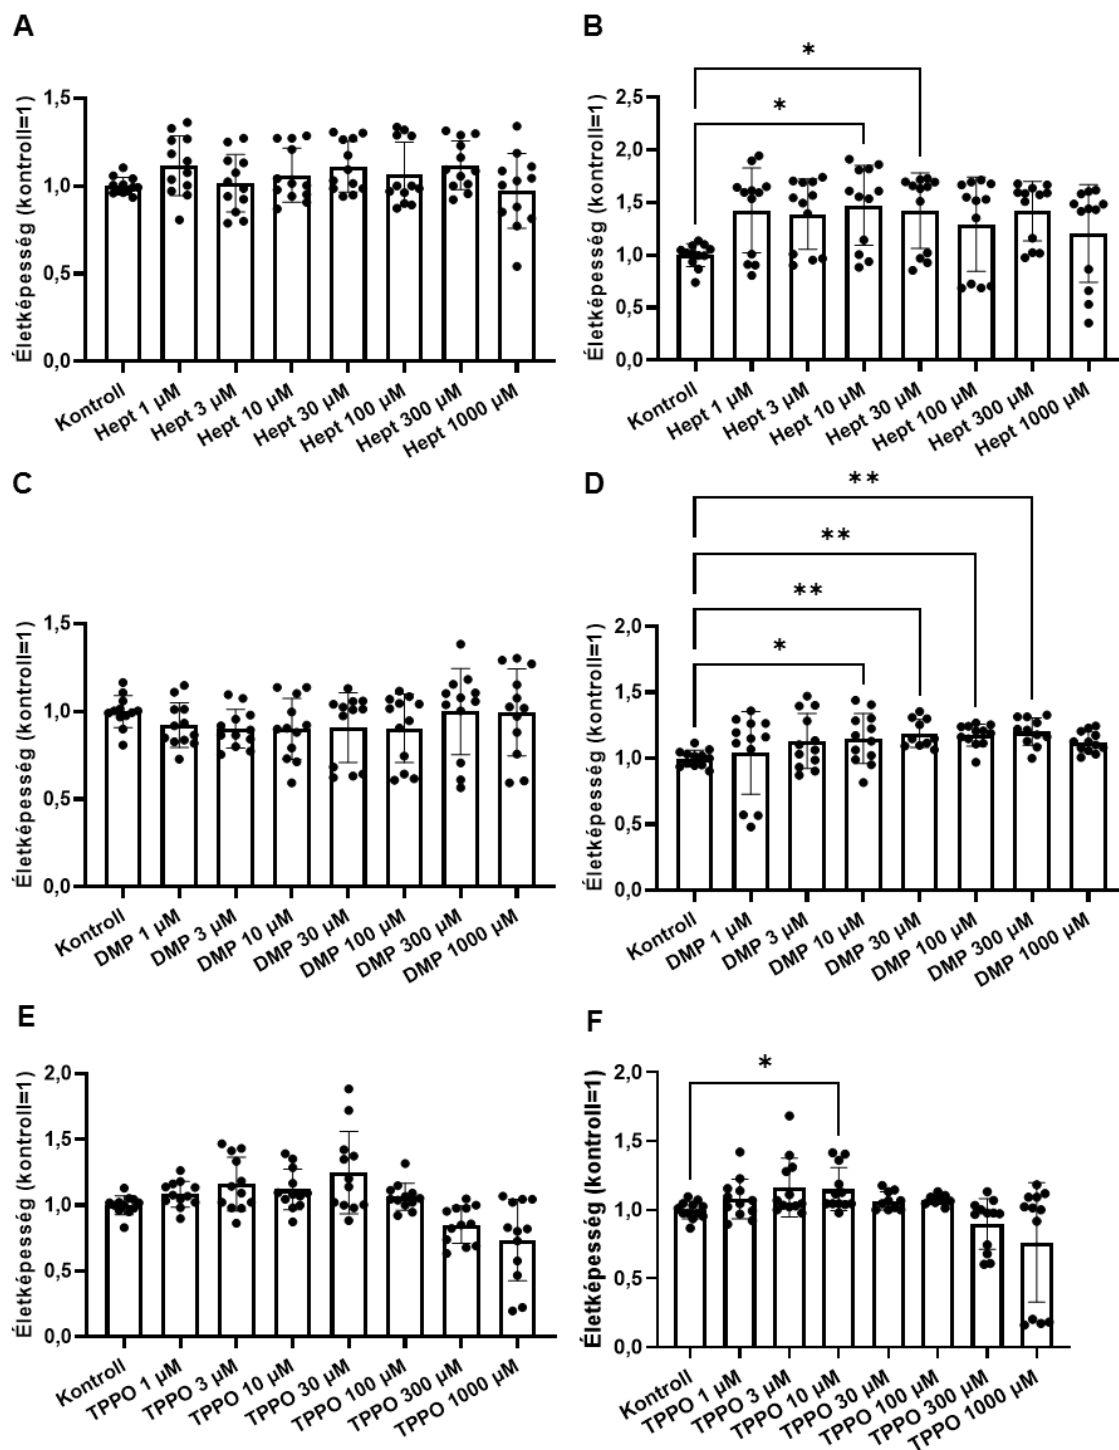 A
Életképesség (kontroll=1)
1,5
1,0
0,5
0,0
Kontroll
Hept 1 µM
Hept 3 µM
Hept 10 µM
Hept 30 µM
Hept 100 µM
Hept 300 µM
Hept 1000 µM
B
*
*
Életképesség (kontroll=1)
2,5
2,0
1,5
1,0
0,5
0,0
Kontroll
Hept 1 µM
Hept 3 µM
Hept 10 µM
Hept 30 µM
Hept 100 µM
Hept 300 µM
Hept 1000 µM
C
Életképesség (kontroll=1)
1,5
1,0
0,5
0,0
Kontroll
DMP 1 µM
DMP 3 µM
DMP 10 µM
DMP 30 µM
DMP 100 µM
DMP 300 µM
DMP 1000 µM
D
**
**
**
*
Életképesség (kontroll=1)
2,0
1,5
1,0
0,5
0,0
Kontroll
DMP 1 µM
DMP 3 µM
DMP 10 µM
DMP 30 µM
DMP 100 µM
DMP 300 µM
DMP 1000 µM
E
Életképesség (kontroll=1)
2,0
1,5
1,0
0,5
0,0
Kontroll
TPPO 1 µM
TPPO 3 µM
TPPO 10 µM
TPPO 30 µM
TPPO 100 µM
TPPO 300 µM
TPPO 1000 µM
F
*
Életképesség (kontroll=1)
2,0
1,5
1,0
0,5
0,0
Kontroll
TPPO 1 µM
TPPO 3 µM
TPPO 10 µM
TPPO 30 µM
TPPO 100 µM
TPPO 300 µM
TPPO 1000 µM